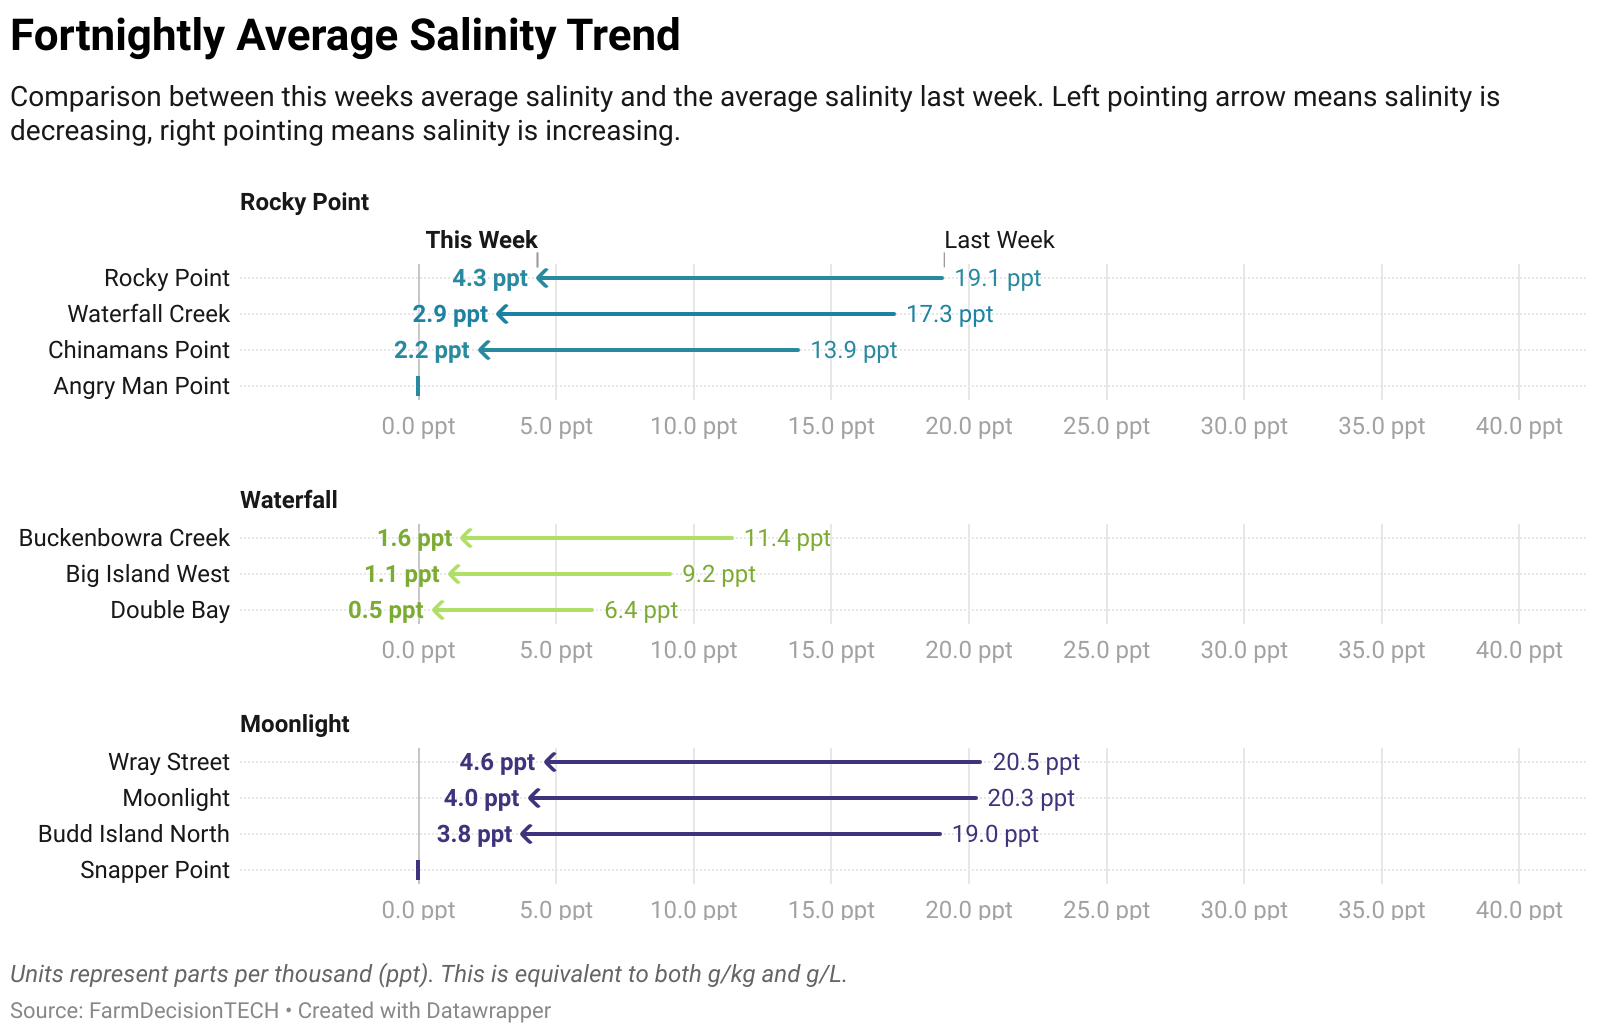 Fortnightly Average Salinity Trend
Comparison between this weeks average salinity and the average salinity last week. Left pointing arrow means salinity is
decreasing, right pointing means salinity is increasing.
Rocky Point
This Week Last Week
Rocky Point 4.3 ppt 19.1 ppt
Waterfall Creek 2.9 ppt 17.3 ppt
Chinamans Point 2.2 ppt 13.9 ppt
Angry Man Point
0.0 ppt 5.0 ppt 10.0 ppt 15.0 ppt 20.0 ppt 25.0 ppt 30.0 ppt 35.0 ppt 40.0 ppt
Waterfall
Buckenbowra Creek 1.6 ppt 11.4 ppt
Big Island West 1.1 ppt 9.2 ppt
Double Bay 0.5 ppt 6.4 ppt
0.0 ppt 5.0 ppt 10.0 ppt 15.0 ppt 20.0 ppt 25.0 ppt 30.0 ppt 35.0 ppt 40.0 ppt
Moonlight
Wray Street 4.6 ppt 20.5 ppt
Moonlight 4.0 ppt 20.3 ppt
Budd Island North 3.8 ppt 19.0 ppt
Snapper Point
0.0 ppt 5.0 ppt 10.0 ppt 15.0 ppt 20.0 ppt 25.0 ppt 30.0 ppt 35.0 ppt 40.0 ppt
Units represent parts per thousand (ppt). This is equivalent to both g/kg and g/L.
Source: FarmDecisionTECH • Created with Datawrapper